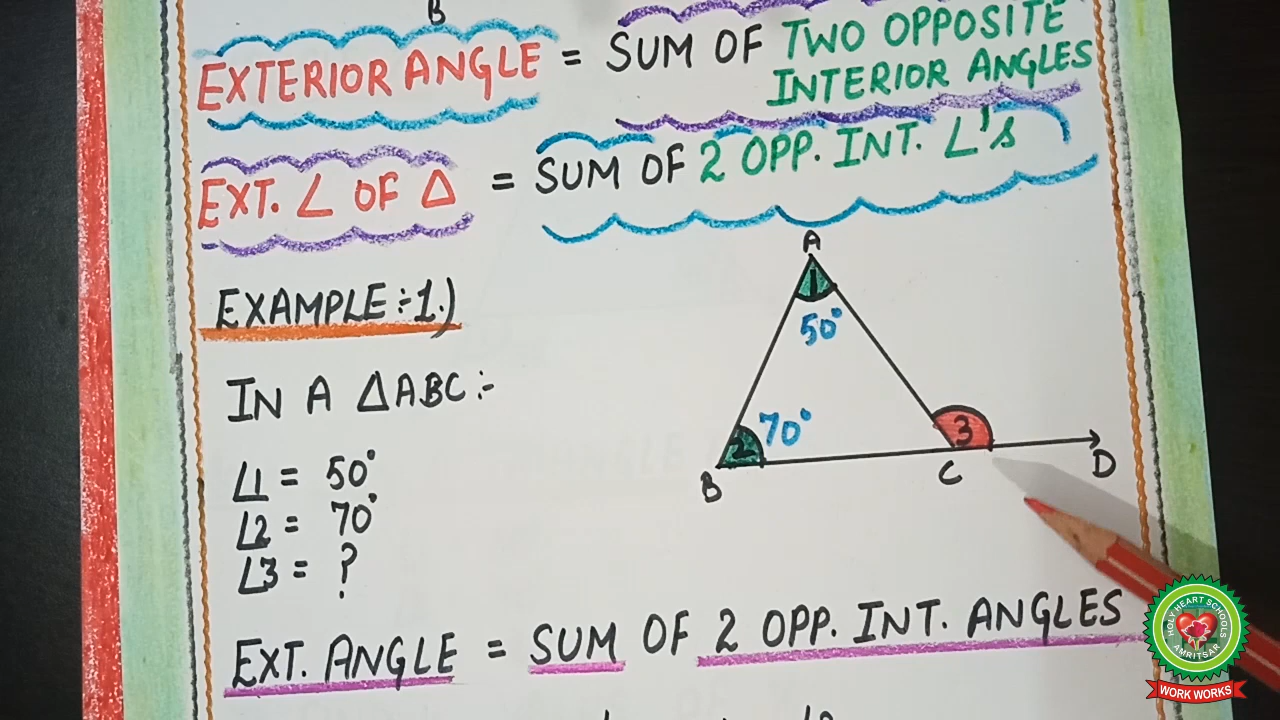 B
EXTERIOR ANGLE = SUM OF TWO OPPOSITE
INTERIOR ANGLES
EXT. ∠ OF △ = SUM OF 2 OPP. INT. ∠'s
EXAMPLE:-1.)
IN A △ABC:-
∠1 = 50°
∠2 = 70°
∠3 = ?
A
1
50°
2
70°
3
B
C
D
EXT. ANGLE = SUM OF 2 OPP. INT. ANGLES
HOLY HEART SCHOOLS
AMRITSAR
WORK WORKS